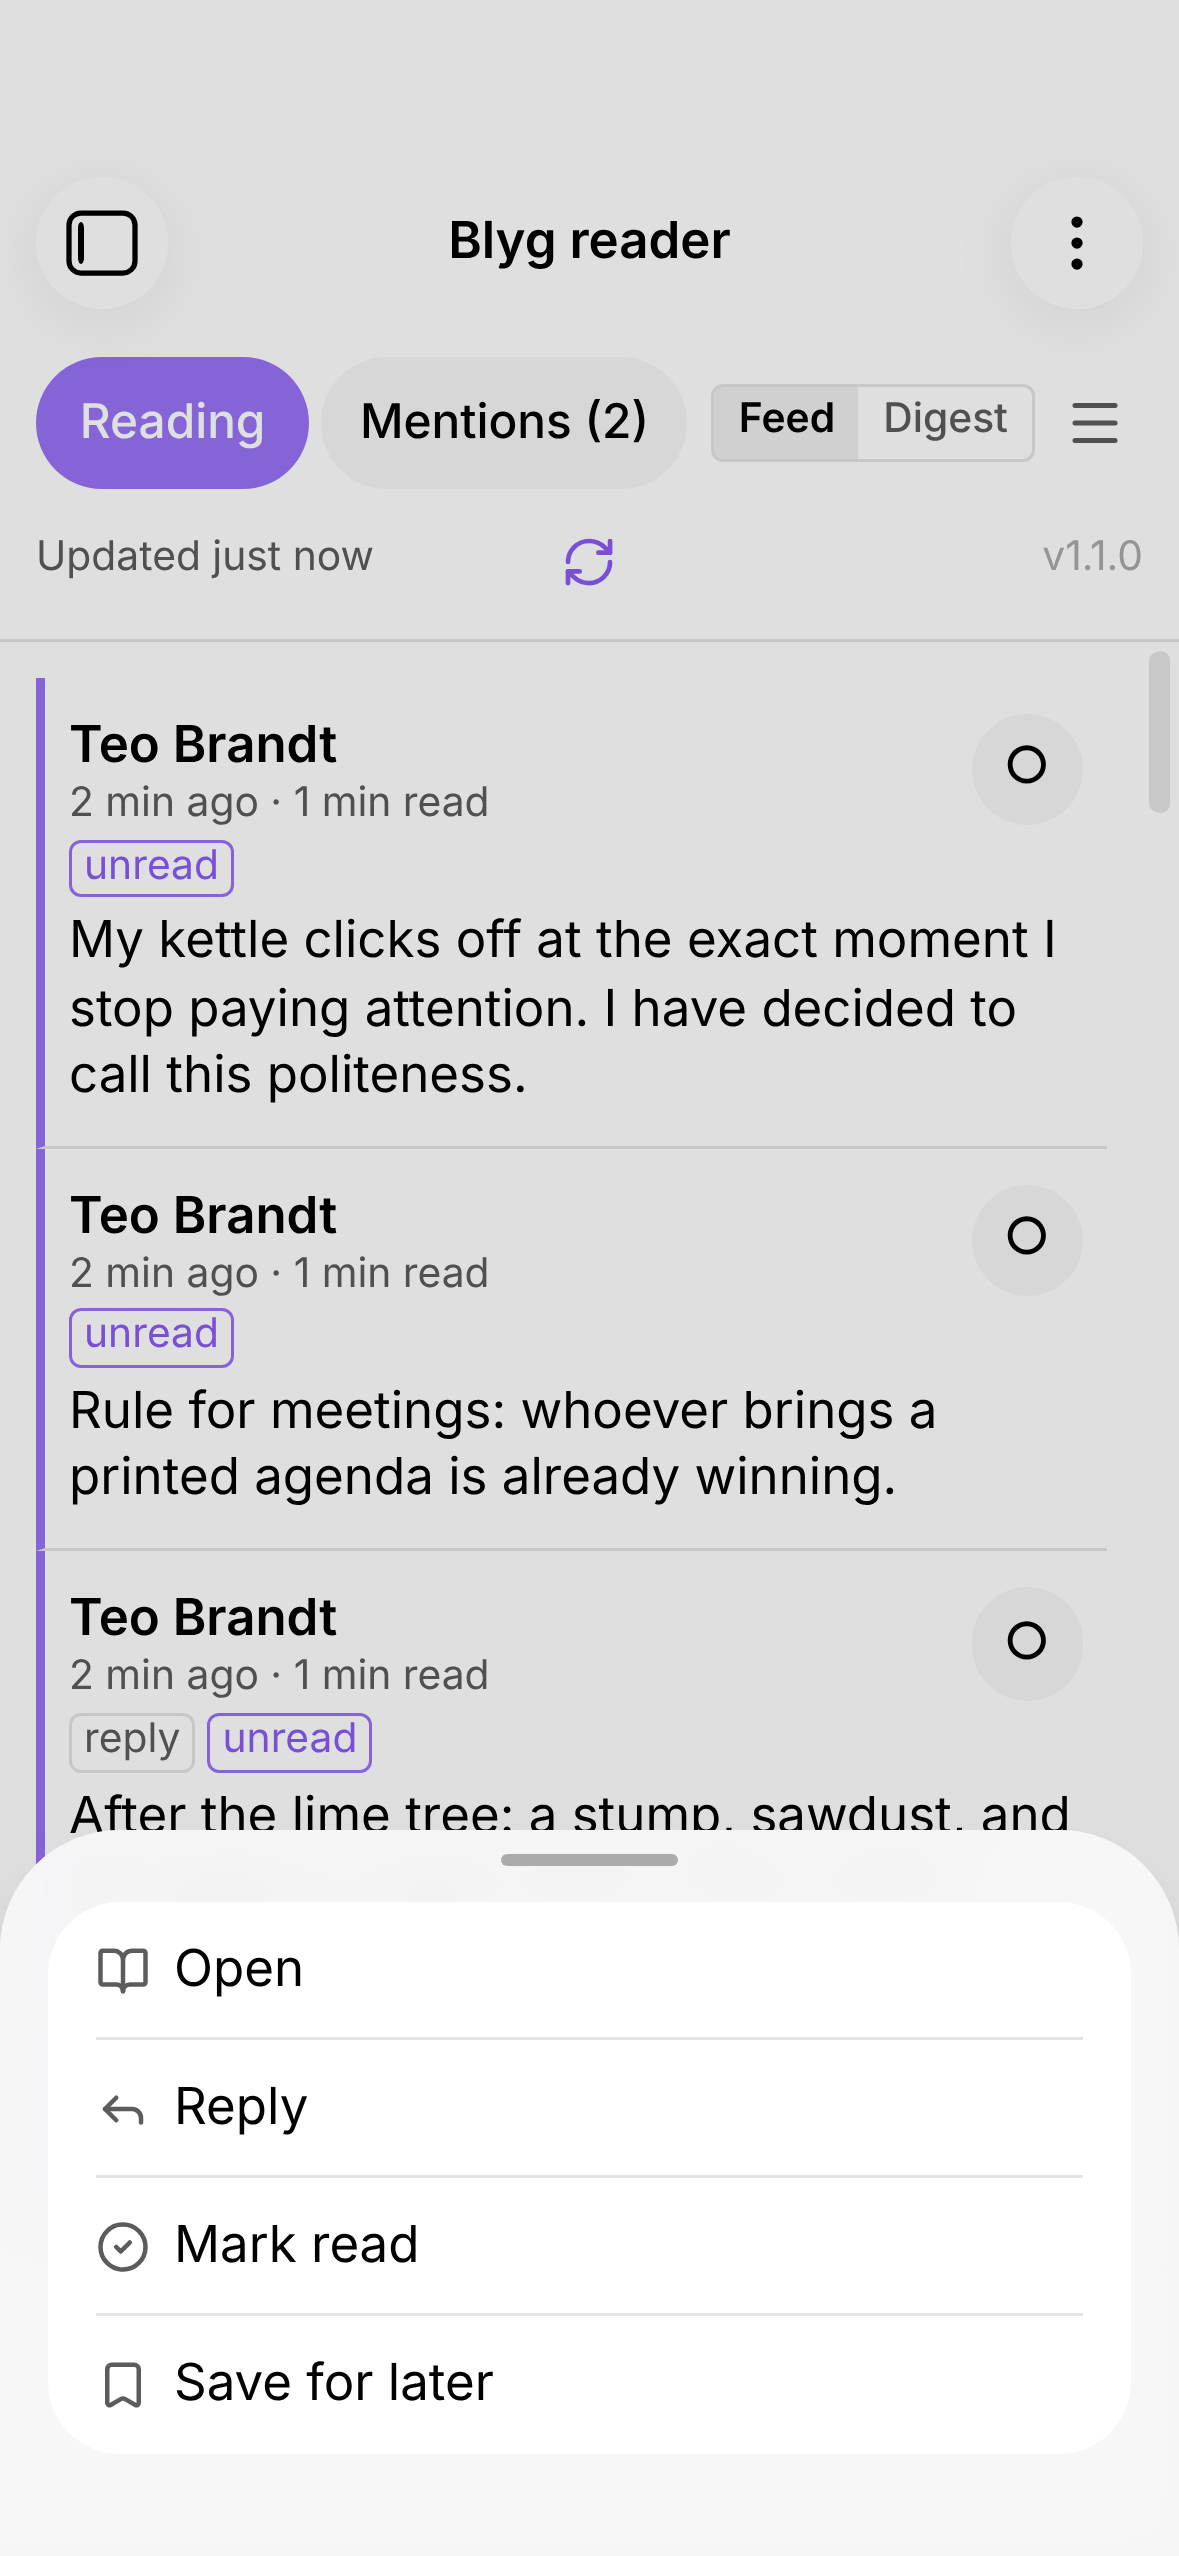 Blyg reader
Reading
Mentions (2)
Feed
Digest
Updated just now
v1.1.0
Teo Brandt
2 min ago · 1 min read
unread
My kettle clicks off at the exact moment I
stop paying attention. I have decided to
call this politeness.
Teo Brandt
2 min ago · 1 min read
unread
Rule for meetings: whoever brings a
printed agenda is already winning.
Teo Brandt
2 min ago · 1 min read
reply
unread
After the lime tree: a stump, sawdust, and
Open
Reply
Mark read
Save for later